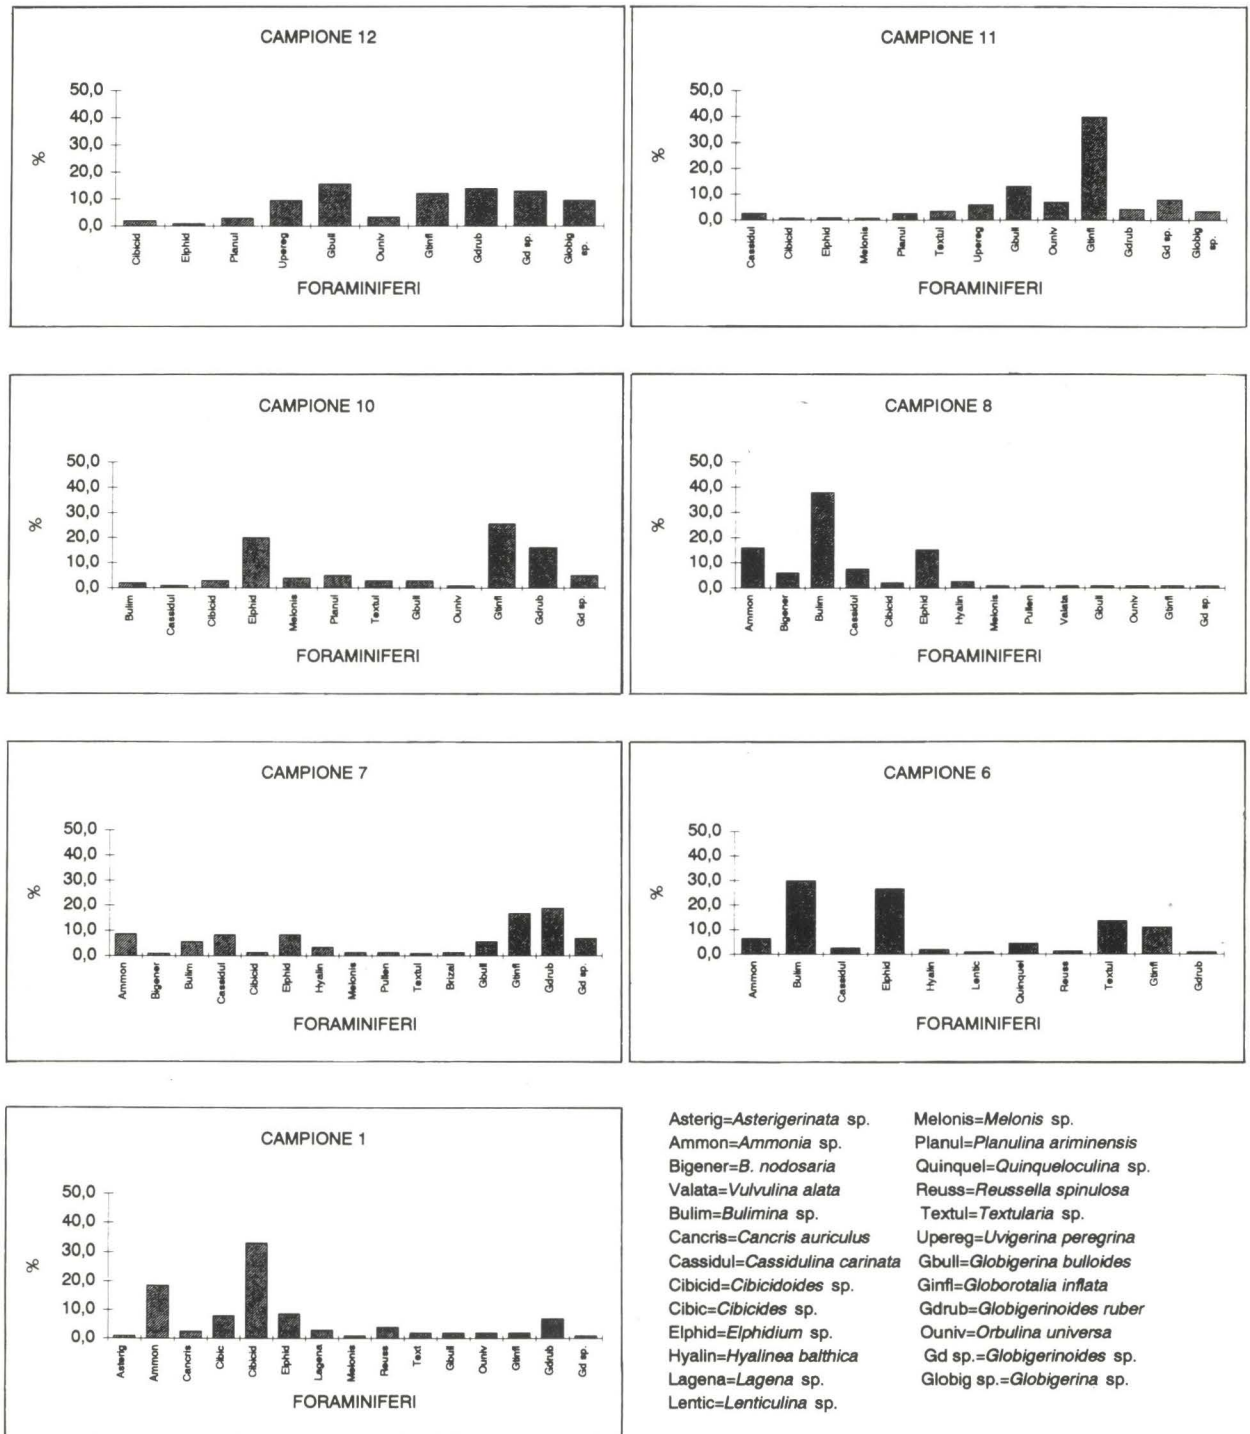 CAMPIONE 12
50,0
40,0
30,0
20,0
10,0
0,0
%
Cibicid
Elphid
Planul
Upereg
Gbull
Ouniv
Gtinfl
Gdrub
Gd sp.
Globig sp.
FORAMINIFERI
CAMPIONE 11
50,0
40,0
30,0
20,0
10,0
0,0
%
Cassidul
Cibicid
Elphid
Melonis
Planul
Textul
Upereg
Gbull
Ouniv
Gtinfl
Gdrub
Gd sp.
Globig sp.
FORAMINIFERI
CAMPIONE 10
50,0
40,0
30,0
20,0
10,0
0,0
%
Bulim
Cassidul
Cibicid
Elphid
Melonis
Planul
Textul
Gbull
Ouniv
Gtinfl
Gdrub
Gd sp.
FORAMINIFERI
CAMPIONE 8
50,0
40,0
30,0
20,0
10,0
0,0
%
Ammon
Bigener
Bulim
Cassidul
Cibicid
Elphid
Hyalin
Melonis
Pullen
Valata
Gbull
Ouniv
Gtinfl
Gd sp.
FORAMINIFERI
CAMPIONE 7
50,0
40,0
30,0
20,0
10,0
0,0
%
Ammon
Bigener
Bulim
Cassidul
Cibicid
Elphid
Hyalin
Melonis
Pullen
Textul
Brizal
Gbull
Gtinfl
Gdrub
Gd sp.
FORAMINIFERI
CAMPIONE 6
50,0
40,0
30,0
20,0
10,0
0,0
%
Ammon
Bulim
Cassidul
Elphid
Hyalin
Lentic
Quinquel
Reuss
Textul
Gtinfl
Gdrub
FORAMINIFERI
CAMPIONE 1
50,0
40,0
30,0
20,0
10,0
0,0
%
Asterig
Ammon
Cancris
Cibic
Cibicid
Elphid
Lagena
Melonis
Reuss
Text
Gbull
Ouniv
Gtinfl
Gdrub
Gd sp.
FORAMINIFERI
Asterig=Asterigerinata sp.
Ammon=Ammonia sp.
Bigener=B. nodosaria
Valata=Vulvulina alata
Bulim=Bulimina sp.
Cancris=Cancris auriculus
Cassidul=Cassidulina carinata
Cibicid=Cibicidoides sp.
Cibic=Cibicides sp.
Elphid=Elphidium sp.
Hyalin=Hyalinea balthica
Lagena=Lagena sp.
Lentic=Lenticulina sp.
Melonis=Melonis sp.
Planul=Planulina ariminensis
Quinquel=Quinqueloculina sp.
Reuss=Reussella spinulosa
Textul=Textularia sp.
Upereg=Uvigerina peregrina
Gbull=Globigerina bulloides
Ginfl=Globorotalia inflata
Gdrub=Globigerinoides ruber
Ouniv=Orbulina universa
Gd sp.=Globigerinoides sp.
Globig sp.=Globigerina sp.